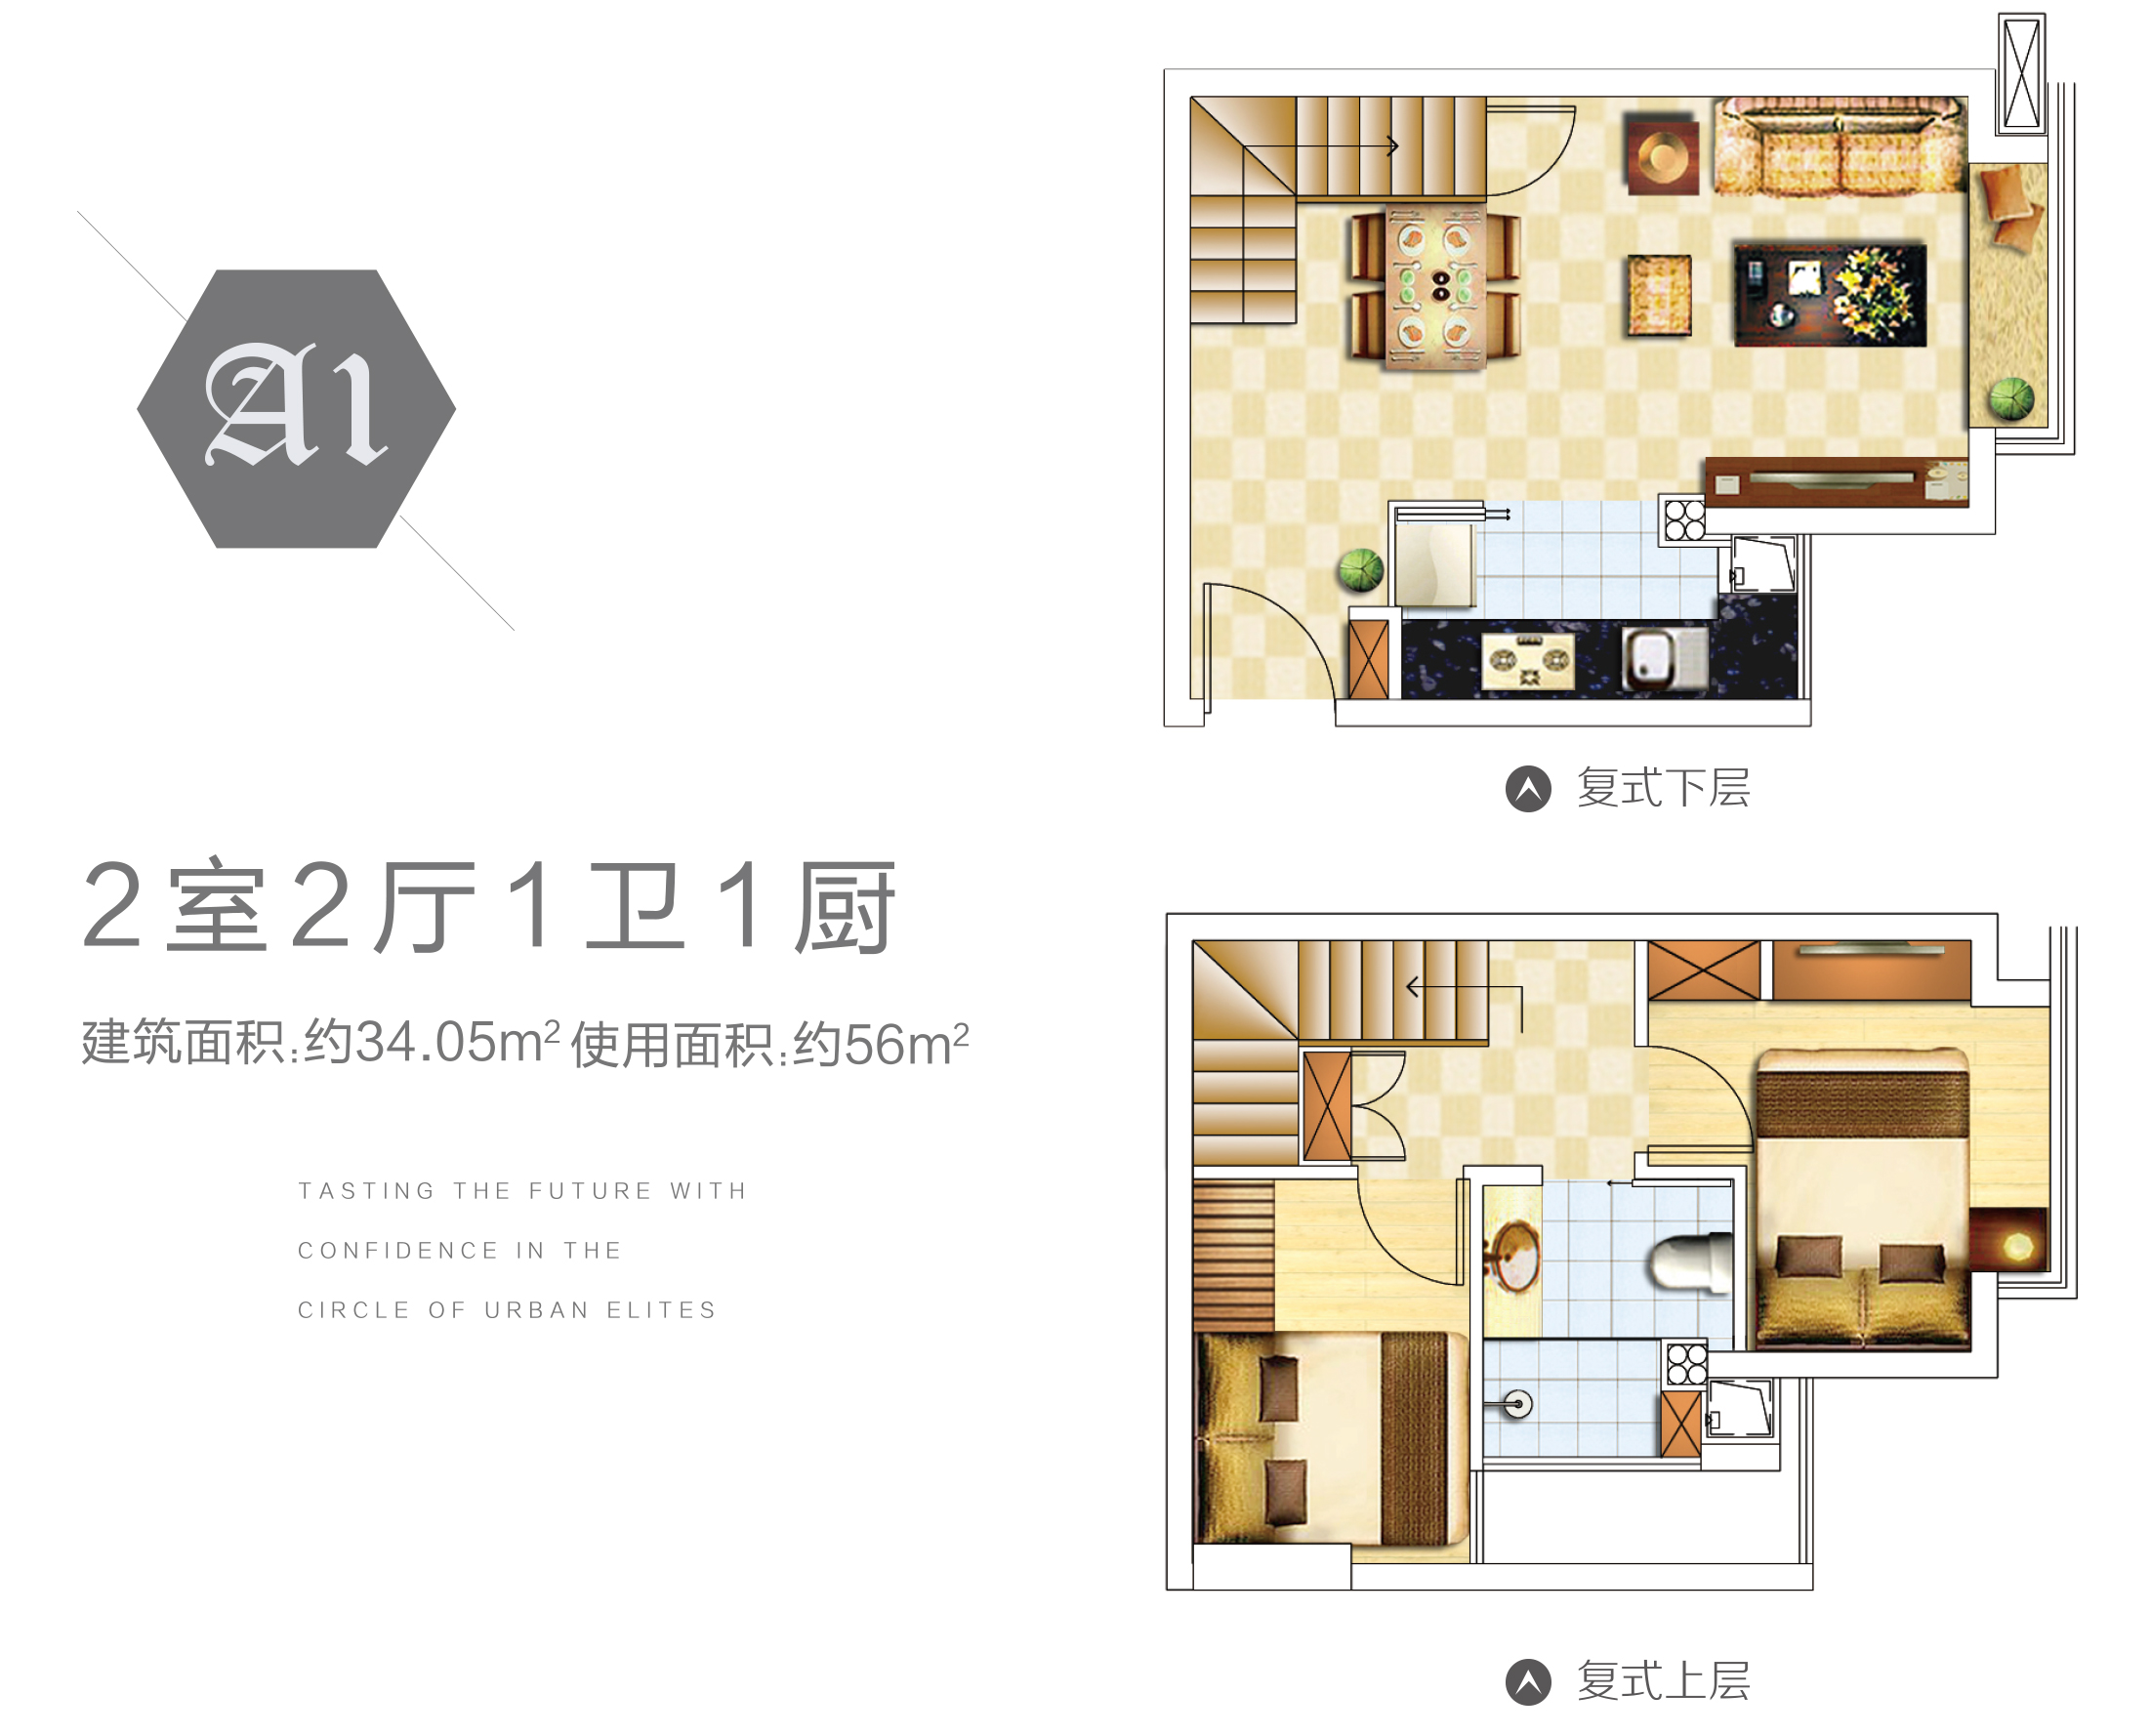 A1
2室2厅1卫1厨
建筑面积:约34.05m² 使用面积:约56m²
TASTING THE FUTURE WITH
CONFIDENCE IN THE
CIRCLE OF URBAN ELITES
复式下层
复式上层